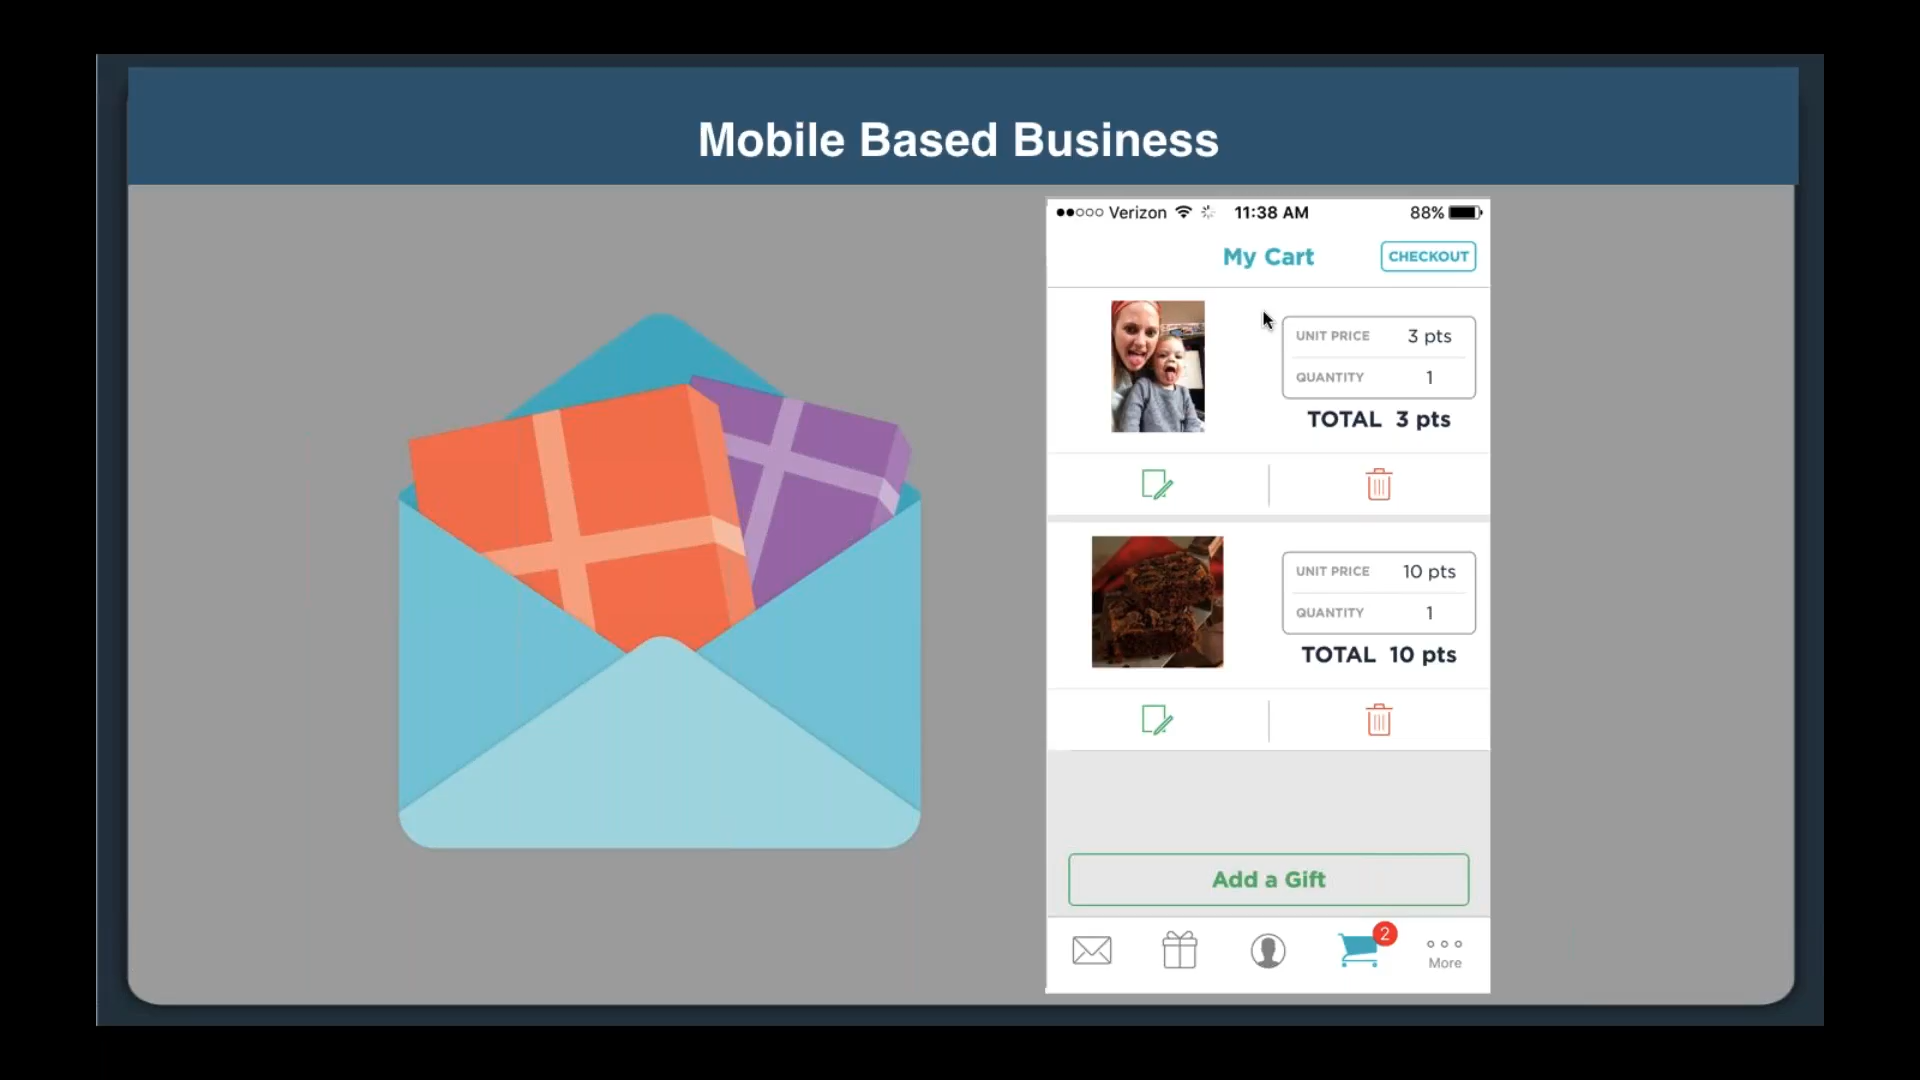 Mobile Based Business
Verizon 11:38 AM 88%
My Cart CHECKOUT
UNIT PRICE 3 pts
QUANTITY 1
TOTAL 3 pts
UNIT PRICE 10 pts
QUANTITY 1
TOTAL 10 pts
Add a Gift
2
More